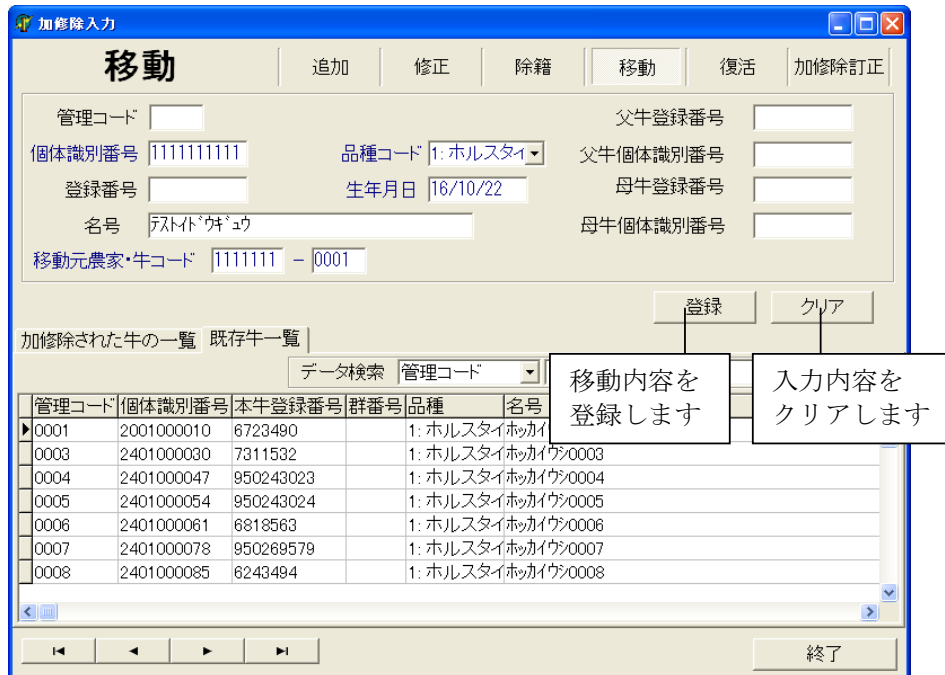 加修除入力
移動 追加 修正 除籍 移動 復活 加修除訂正
管理コード 父牛登録番号
個体識別番号 1111111111 品種コード 1:ホルスタイ 父牛個体識別番号
登録番号 生年月日 16/10/22 母牛登録番号
名号 ﾃｽﾄｲﾄﾞｳｷﾞｭｳ 母牛個体識別番号
移動元農家・牛コード 1111111 - 0001
登録 クリア
加修除された牛の一覧 既存牛一覧
データ検索 管理コード
移動内容を
登録します
入力内容を
クリアします
管理コード 個体識別番号 本牛登録番号 群番号 品種 名号
0001 2001000010 6723490 1:ホルスタイ ﾎｯｶｲ
0003 2401000030 7311532 1:ホルスタイ ﾎｯｶｲｳｼ0003
0004 2401000047 950243023 1:ホルスタイ ﾎｯｶｲｳｼ0004
0005 2401000054 950243024 1:ホルスタイ ﾎｯｶｲｳｼ0005
0006 2401000061 6818563 1:ホルスタイ ﾎｯｶｲｳｼ0006
0007 2401000078 950269579 1:ホルスタイ ﾎｯｶｲｳｼ0007
0008 2401000085 6243494 1:ホルスタイ ﾎｯｶｲｳｼ0008
終了